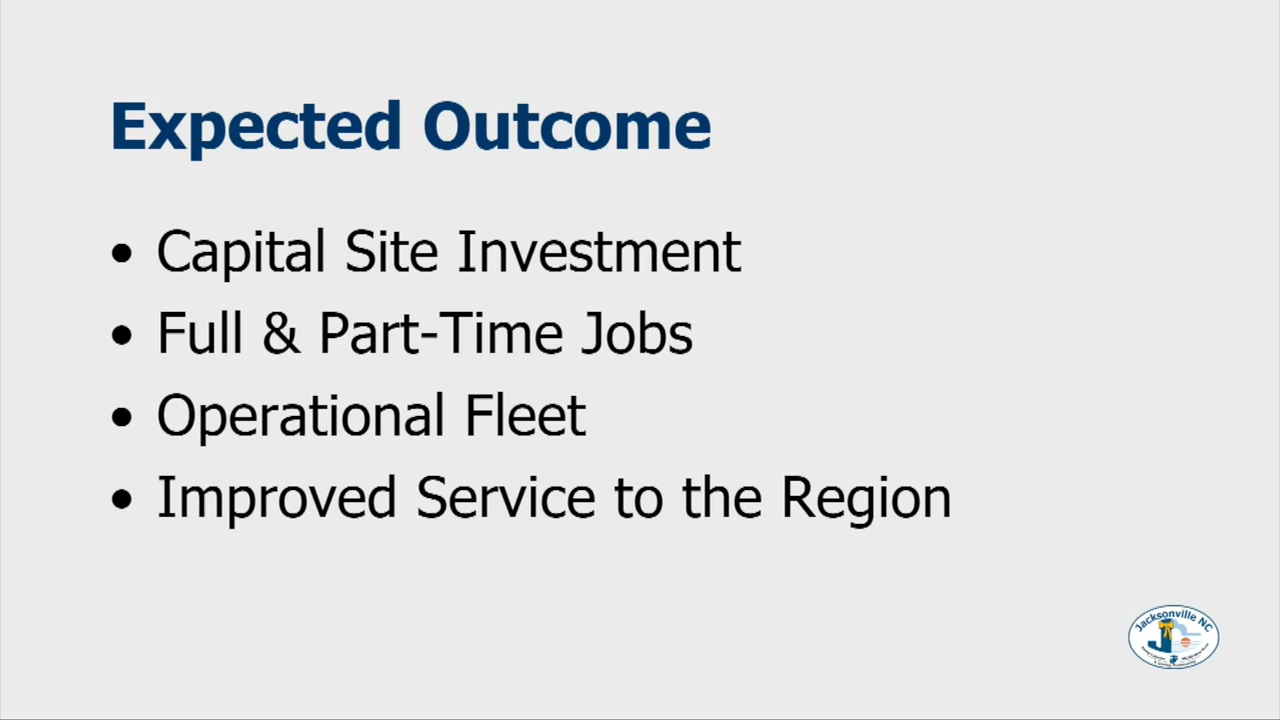 Expected Outcome
• Capital Site Investment
• Full & Part-Time Jobs
• Operational Fleet
• Improved Service to the Region
Jacksonville NC